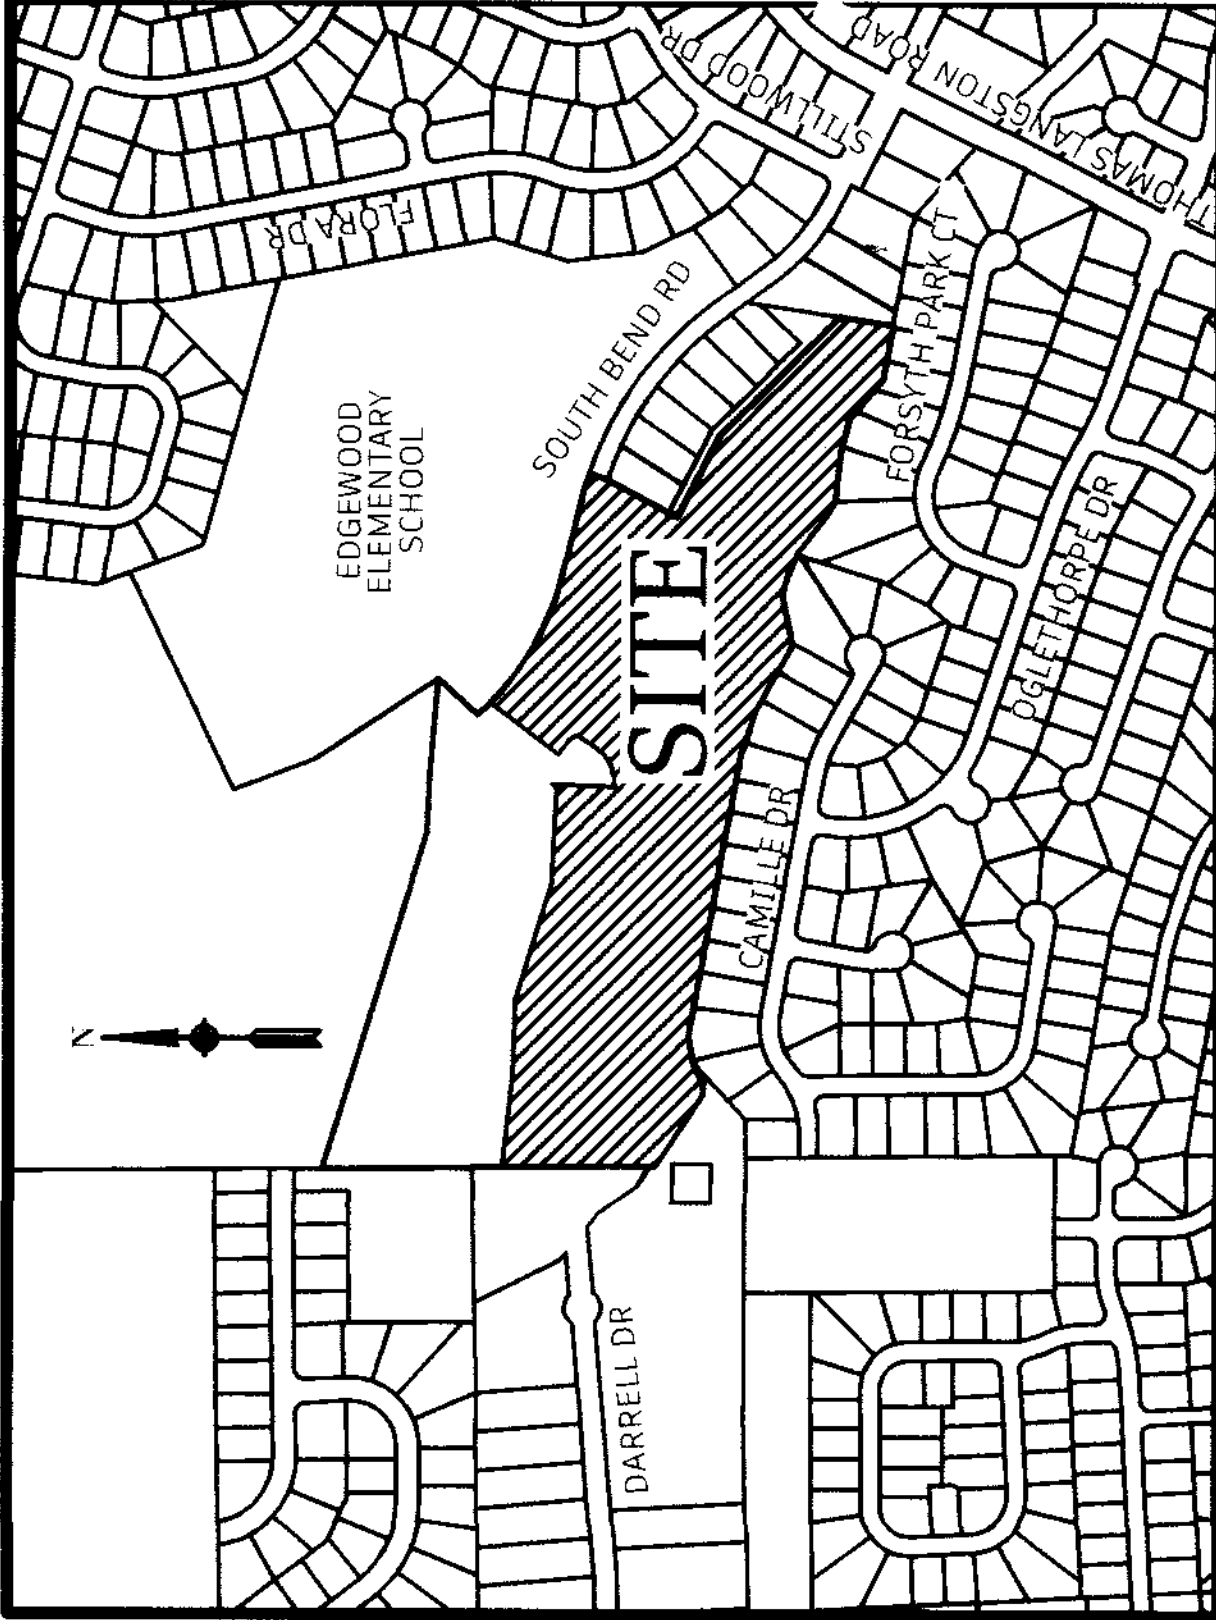 N
EDGEWOOD
ELEMENTARY
SCHOOL
FLORA DR
STILLWOOD DR
THOMAS LANGSTON ROAD
SOUTH BEND RD
SITE
FORSYTH PARK CT
OGLETHORPE DR
CAMILLE DR
DARRELL DR